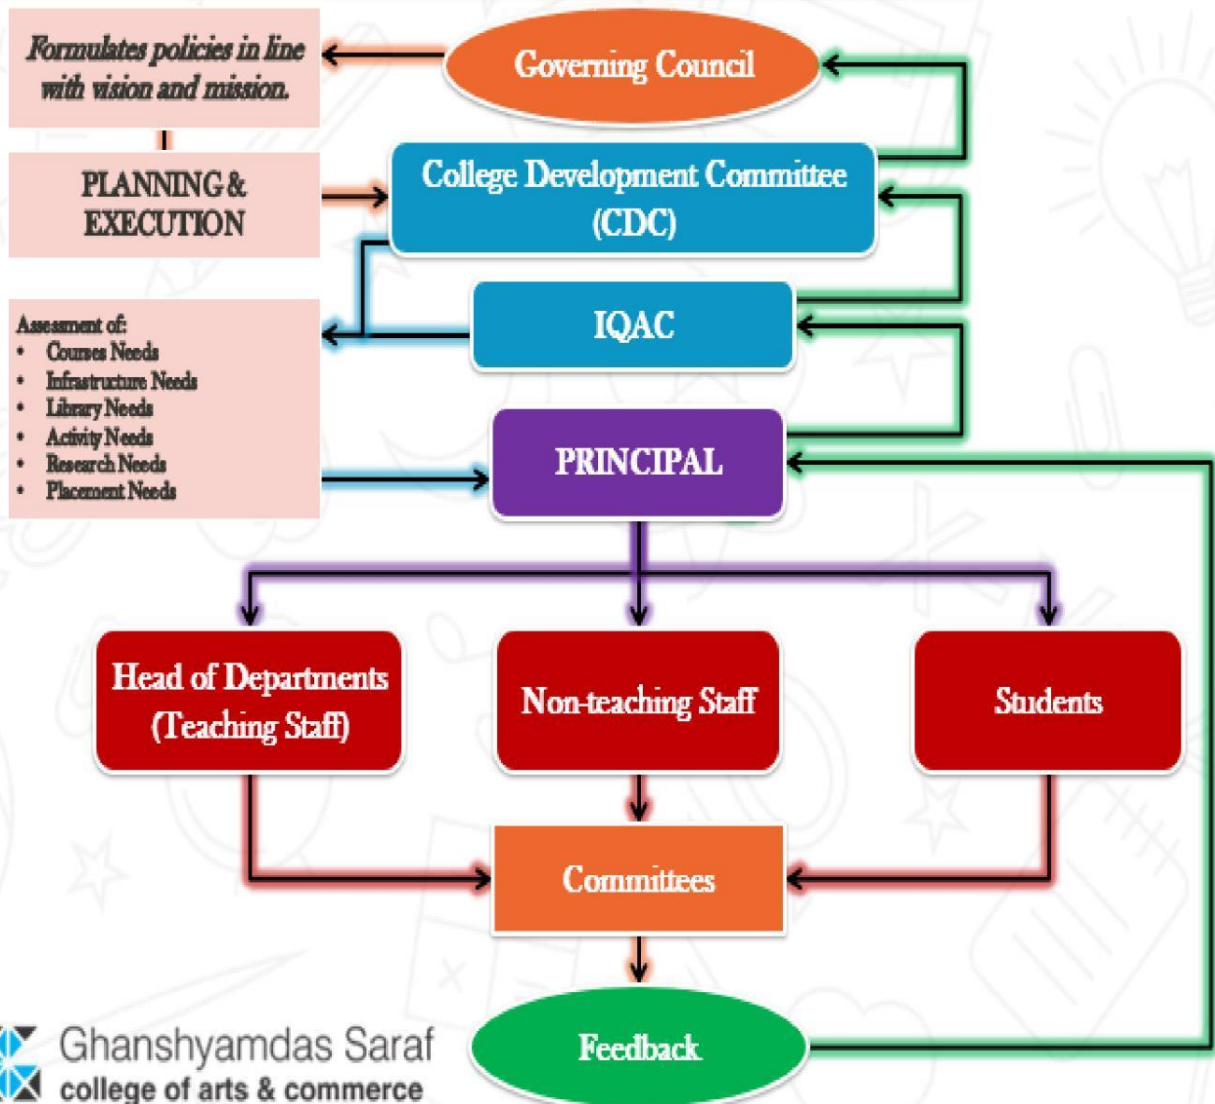 Formulates policies in line
with vision and mission.
Governing Council
PLANNING &
EXECUTION
College Development Committee
(CDC)
Assessment of:
• Courses Needs
• Infrastructure Needs
• Library Needs
• Activity Needs
• Research Needs
• Placement Needs
IQAC
PRINCIPAL
Head of Departments
(Teaching Staff)
Non-teaching Staff
Students
Committees
Feedback
Ghanshyamdas Saraf
college of arts & commerce